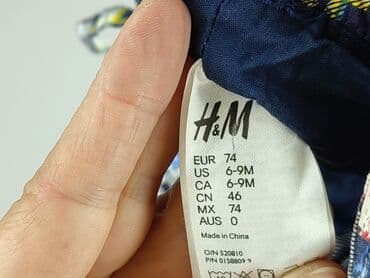 H&M
EUR 74
US 6-9M
CA 6-9M
CN 46
MX 74
AUS 0
Made in China
O/N 520810
P/N 0158809 9